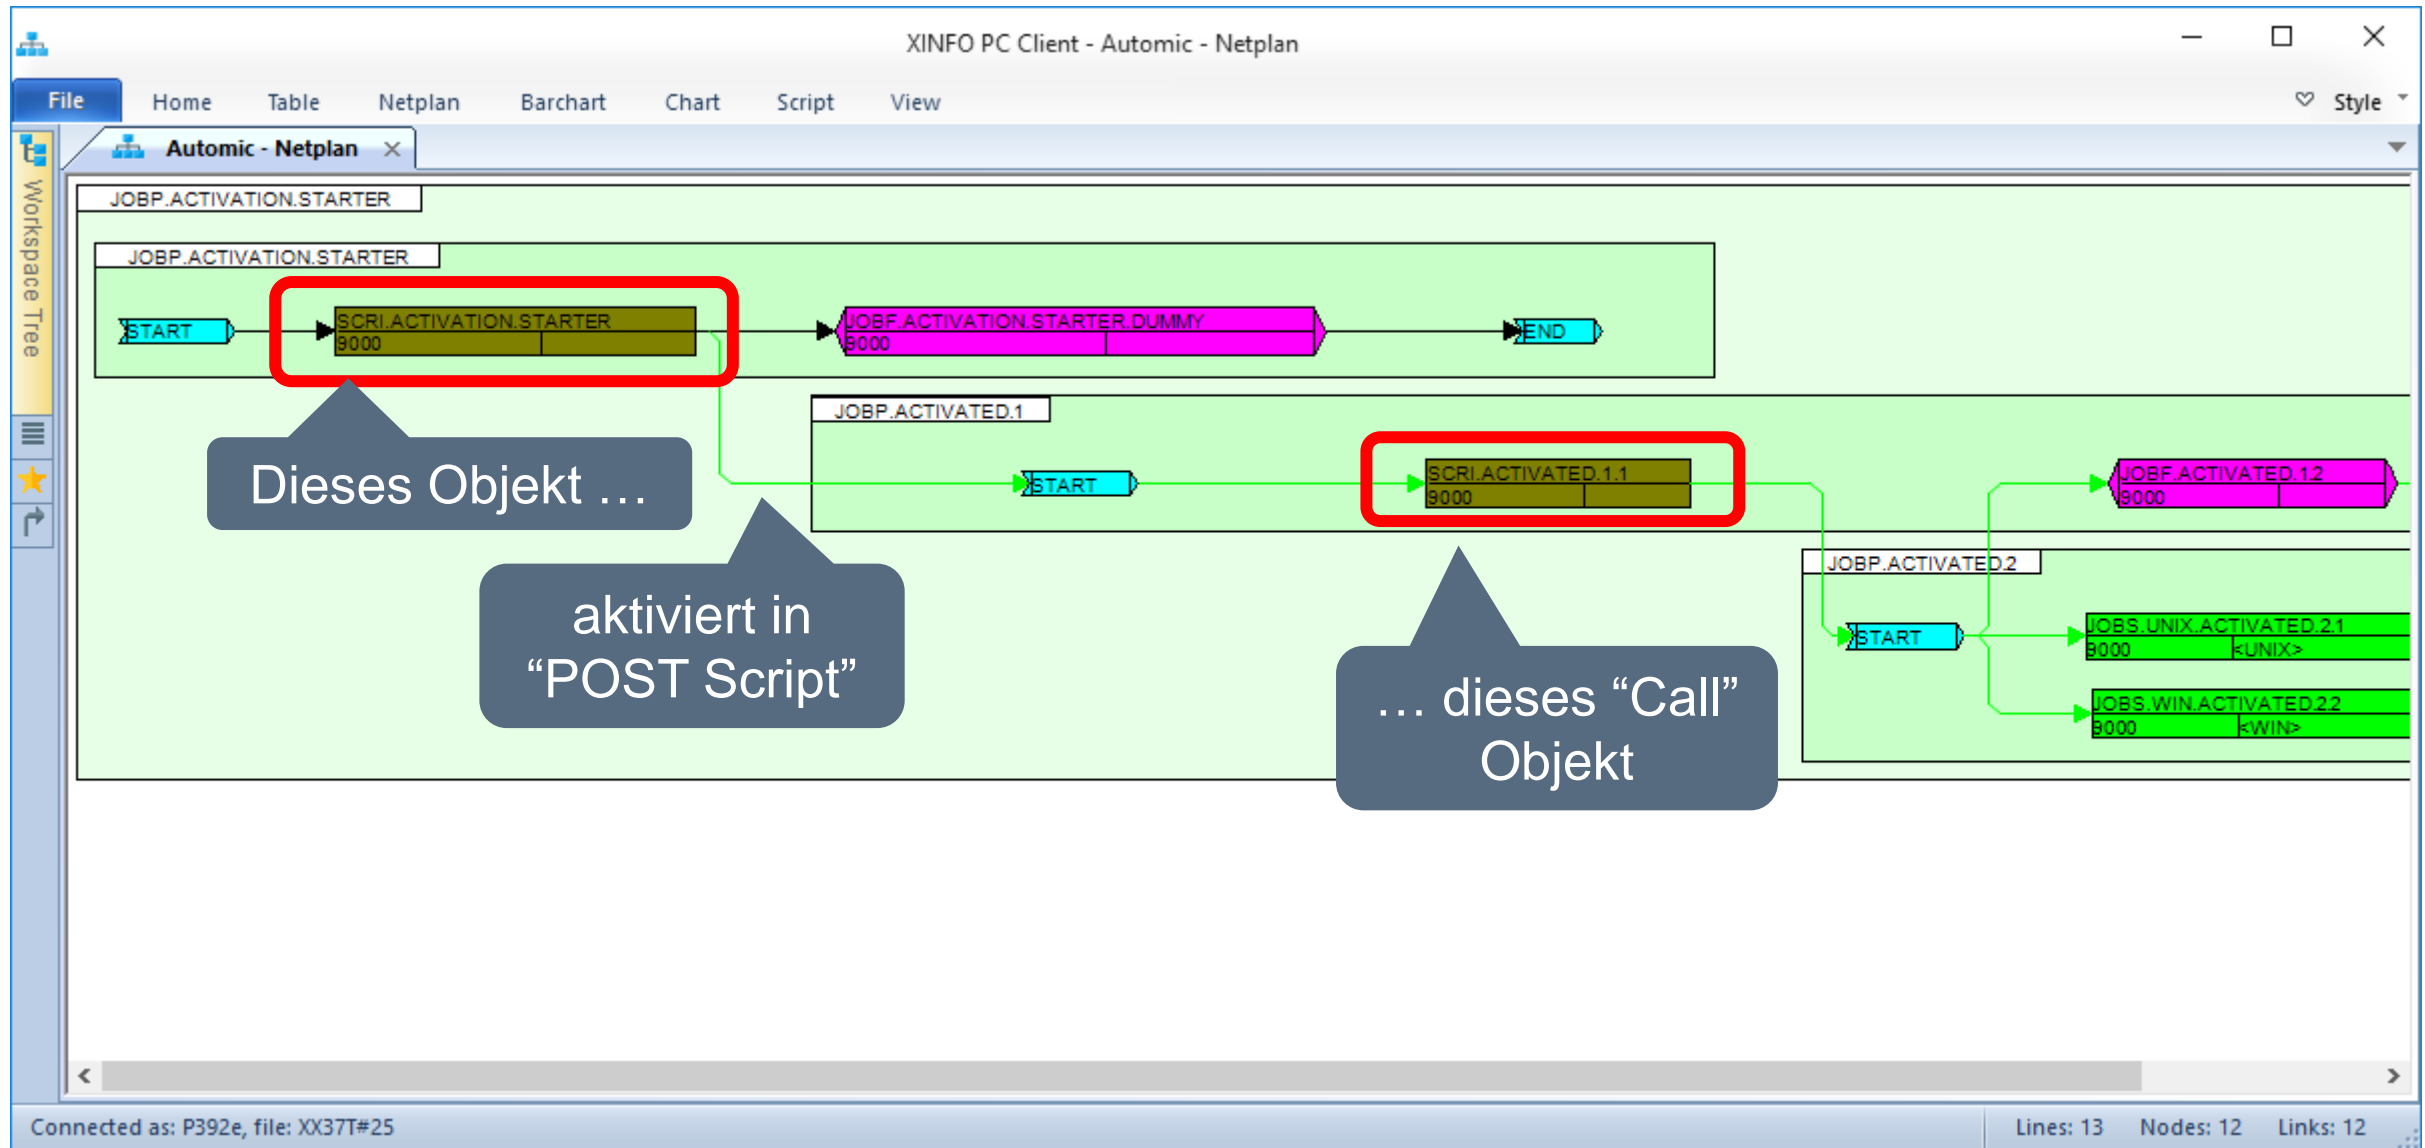 XINFO PC Client - Automic - Netplan
File Home Table Netplan Barchart Chart Script View Style
Automic - Netplan
Workspace Tree
JOBP.ACTIVATION.STARTER
JOBP.ACTIVATION.STARTER
START
SCRI.ACTIVATION.STARTER
9000
JOBF.ACTIVATION.STARTER.DUMMY
9000
END
Dieses Objekt …
JOBP.ACTIVATED.1
START
SCRI.ACTIVATED.1.1
9000
JOBF.ACTIVATED.1.2
9000
aktiviert in
“POST Script”
… dieses “Call”
Objekt
JOBP.ACTIVATED.2
START
JOBS.UNIX.ACTIVATED.2.1
9000 <UNIX>
JOBS.WIN.ACTIVATED.2.2
9000 <WIN>
Connected as: P392e, file: XX37T#25
Lines: 13 Nodes: 12 Links: 12